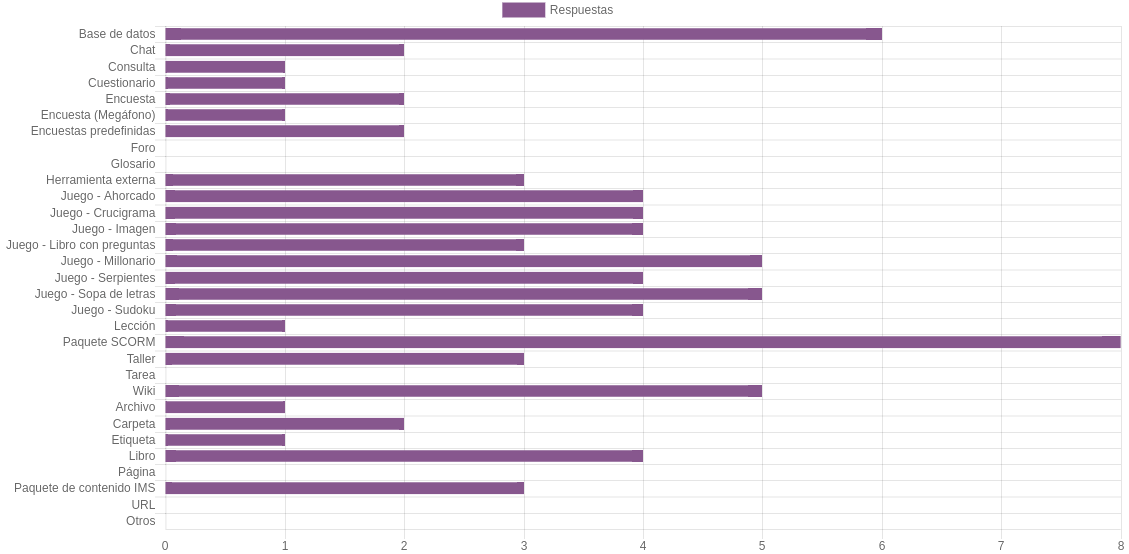 Respuestas
Base de datos
Chat
Consulta
Cuestionario
Encuesta
Encuesta (Megáfono)
Encuestas predefinidas
Foro
Glosario
Herramienta externa
Juego - Ahorcado
Juego - Crucigrama
Juego - Imagen
Juego - Libro con preguntas
Juego - Millonario
Juego - Serpientes
Juego - Sopa de letras
Juego - Sudoku
Lección
Paquete SCORM
Taller
Tarea
Wiki
Archivo
Carpeta
Etiqueta
Libro
Página
Paquete de contenido IMS
URL
Otros
0 1 2 3 4 5 6 7 8